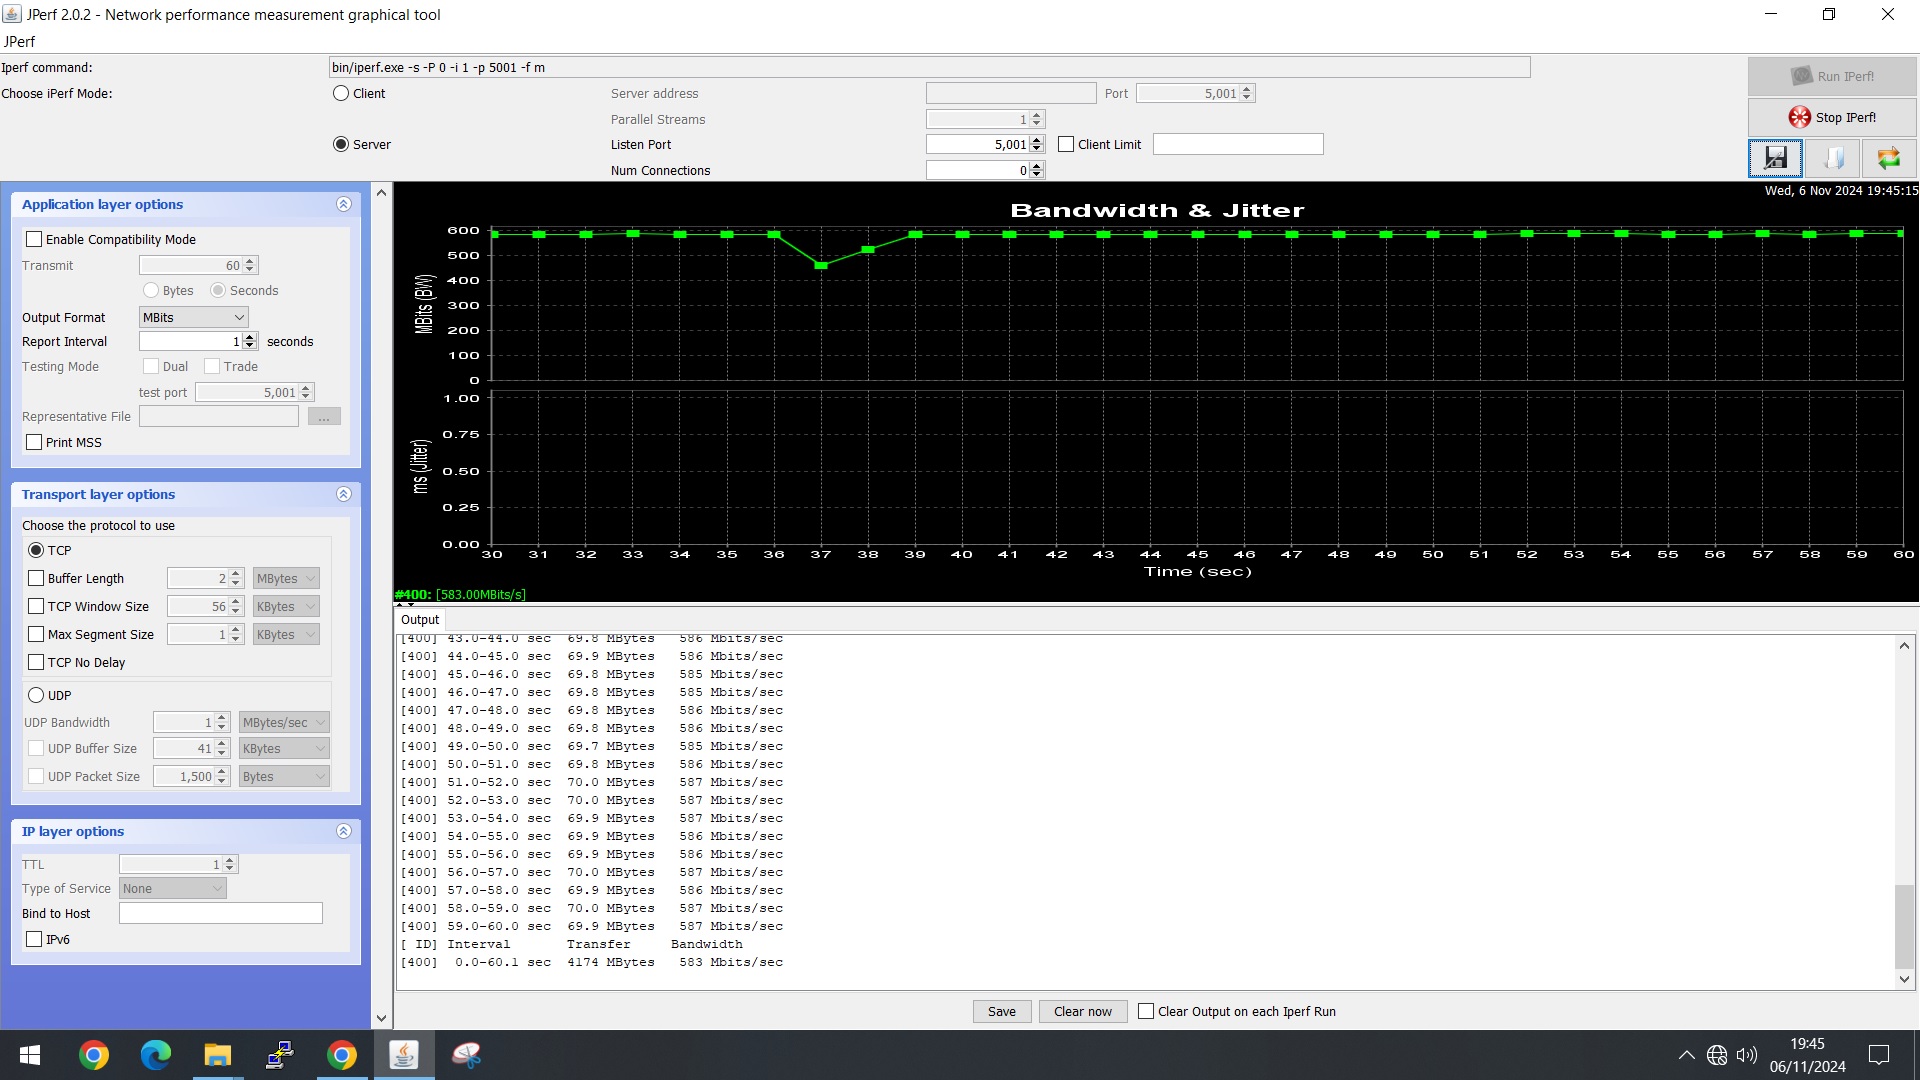 JPerf 2.0.2 - Network performance measurement graphical tool
JPerf
Iperf command:
bin/iperf.exe -s -P 0 -i 1 -p 5001 -f m
Run IPerf!
Choose iPerf Mode:
Client
Server address
Port
5,001
Parallel Streams
1
Stop IPerf!
Server
Listen Port
5,001
Client Limit
Num Connections
0
Application layer options
Enable Compatibility Mode
Transmit
60
Bytes
Seconds
Output Format
MBits
Report Interval
1
seconds
Testing Mode
Dual
Trade
test port
5,001
Representative File
...
Print MSS
Transport layer options
Choose the protocol to use
TCP
Buffer Length
2
MBytes
TCP Window Size
56
KBytes
Max Segment Size
1
KBytes
TCP No Delay
UDP
UDP Bandwidth
1
MBytes/sec
UDP Buffer Size
41
KBytes
UDP Packet Size
1,500
Bytes
IP layer options
TTL
1
Type of Service
None
Bind to Host
IPv6
Wed, 6 Nov 2024 19:45:15
Bandwidth & Jitter
MBits (BW)
600
500
400
300
200
100
0
ms (Jitter)
1.00
0.75
0.50
0.25
0.00
30 31 32 33 34 35 36 37 38 39 40 41 42 43 44 45 46 47 48 49 50 51 52 53 54 55 56 57 58 59 60
Time (sec)
#400: [583.00MBits/s]
Output
[400] 43.0-44.0 sec 69.8 MBytes 586 Mbits/sec
[400] 44.0-45.0 sec 69.9 MBytes 586 Mbits/sec
[400] 45.0-46.0 sec 69.8 MBytes 585 Mbits/sec
[400] 46.0-47.0 sec 69.8 MBytes 585 Mbits/sec
[400] 47.0-48.0 sec 69.8 MBytes 586 Mbits/sec
[400] 48.0-49.0 sec 69.8 MBytes 586 Mbits/sec
[400] 49.0-50.0 sec 69.7 MBytes 585 Mbits/sec
[400] 50.0-51.0 sec 69.8 MBytes 586 Mbits/sec
[400] 51.0-52.0 sec 70.0 MBytes 587 Mbits/sec
[400] 52.0-53.0 sec 70.0 MBytes 587 Mbits/sec
[400] 53.0-54.0 sec 69.9 MBytes 587 Mbits/sec
[400] 54.0-55.0 sec 69.9 MBytes 586 Mbits/sec
[400] 55.0-56.0 sec 69.9 MBytes 586 Mbits/sec
[400] 56.0-57.0 sec 70.0 MBytes 587 Mbits/sec
[400] 57.0-58.0 sec 69.9 MBytes 586 Mbits/sec
[400] 58.0-59.0 sec 70.0 MBytes 587 Mbits/sec
[400] 59.0-60.0 sec 69.9 MBytes 587 Mbits/sec
[ ID] Interval Transfer Bandwidth
[400] 0.0-60.1 sec 4174 MBytes 583 Mbits/sec
Save
Clear now
Clear Output on each Iperf Run
19:45
06/11/2024